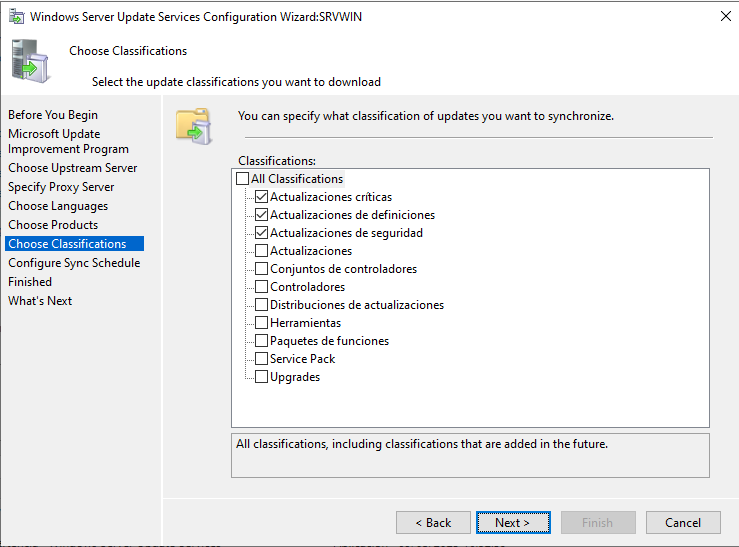 Windows Server Update Services Configuration Wizard:SRVWIN
Choose Classifications
Select the update classifications you want to download
Before You Begin
Microsoft Update
Improvement Program
Choose Upstream Server
Specify Proxy Server
Choose Languages
Choose Products
Choose Classifications
Configure Sync Schedule
Finished
What's Next
You can specify what classification of updates you want to synchronize.
Classifications:
All Classifications
Actualizaciones críticas
Actualizaciones de definiciones
Actualizaciones de seguridad
Actualizaciones
Conjuntos de controladores
Controladores
Distribuciones de actualizaciones
Herramientas
Paquetes de funciones
Service Pack
Upgrades
All classifications, including classifications that are added in the future.
< Back
Next >
Finish
Cancel